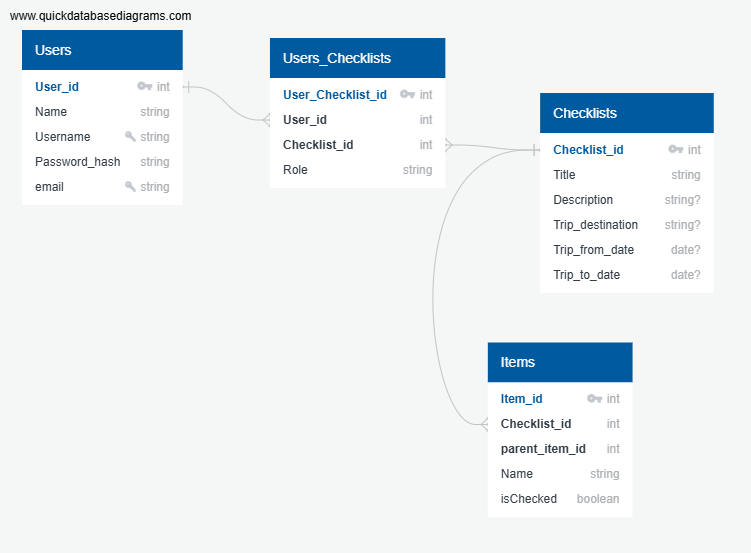 www.quickdatabasediagrams.com
Users
User_id int
Name string
Username string
Password_hash string
email string
Users_Checklists
User_Checklist_id int
User_id int
Checklist_id int
Role string
Checklists
Checklist_id int
Title string
Description string?
Trip_destination string?
Trip_from_date date?
Trip_to_date date?
Items
Item_id int
Checklist_id int
parent_item_id int
Name string
isChecked boolean